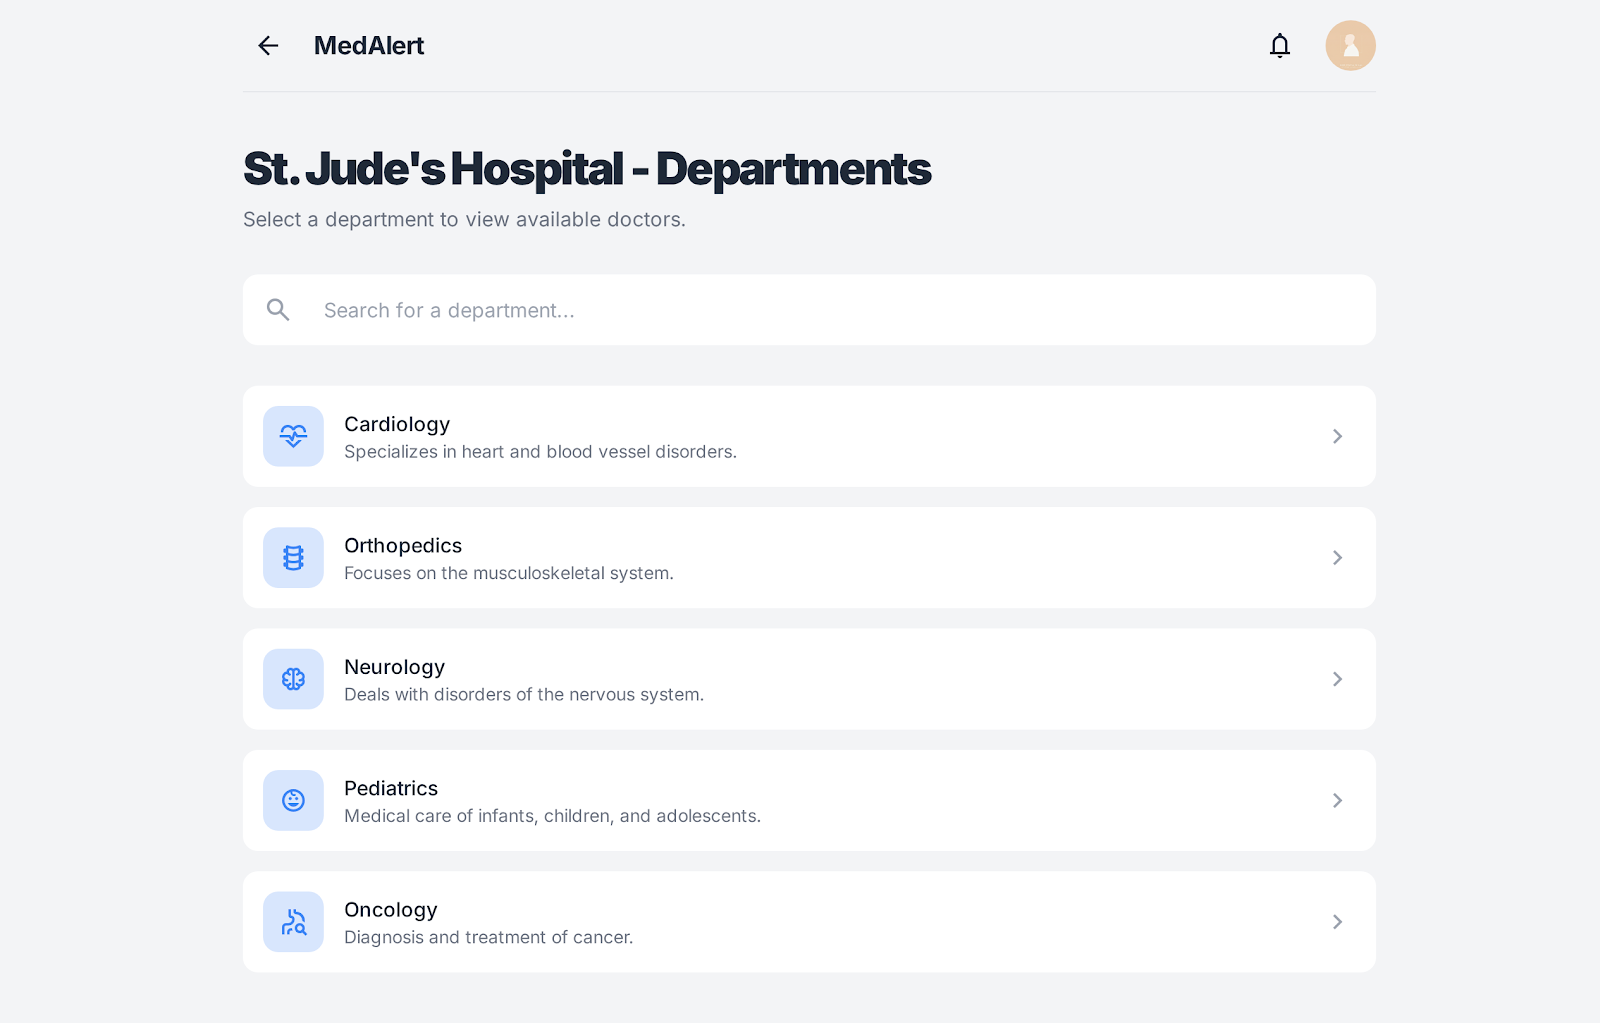 MedAlert
St. Jude's Hospital - Departments
Select a department to view available doctors.
Search for a department...
Cardiology
Specializes in heart and blood vessel disorders.
Orthopedics
Focuses on the musculoskeletal system.
Neurology
Deals with disorders of the nervous system.
Pediatrics
Medical care of infants, children, and adolescents.
Oncology
Diagnosis and treatment of cancer.